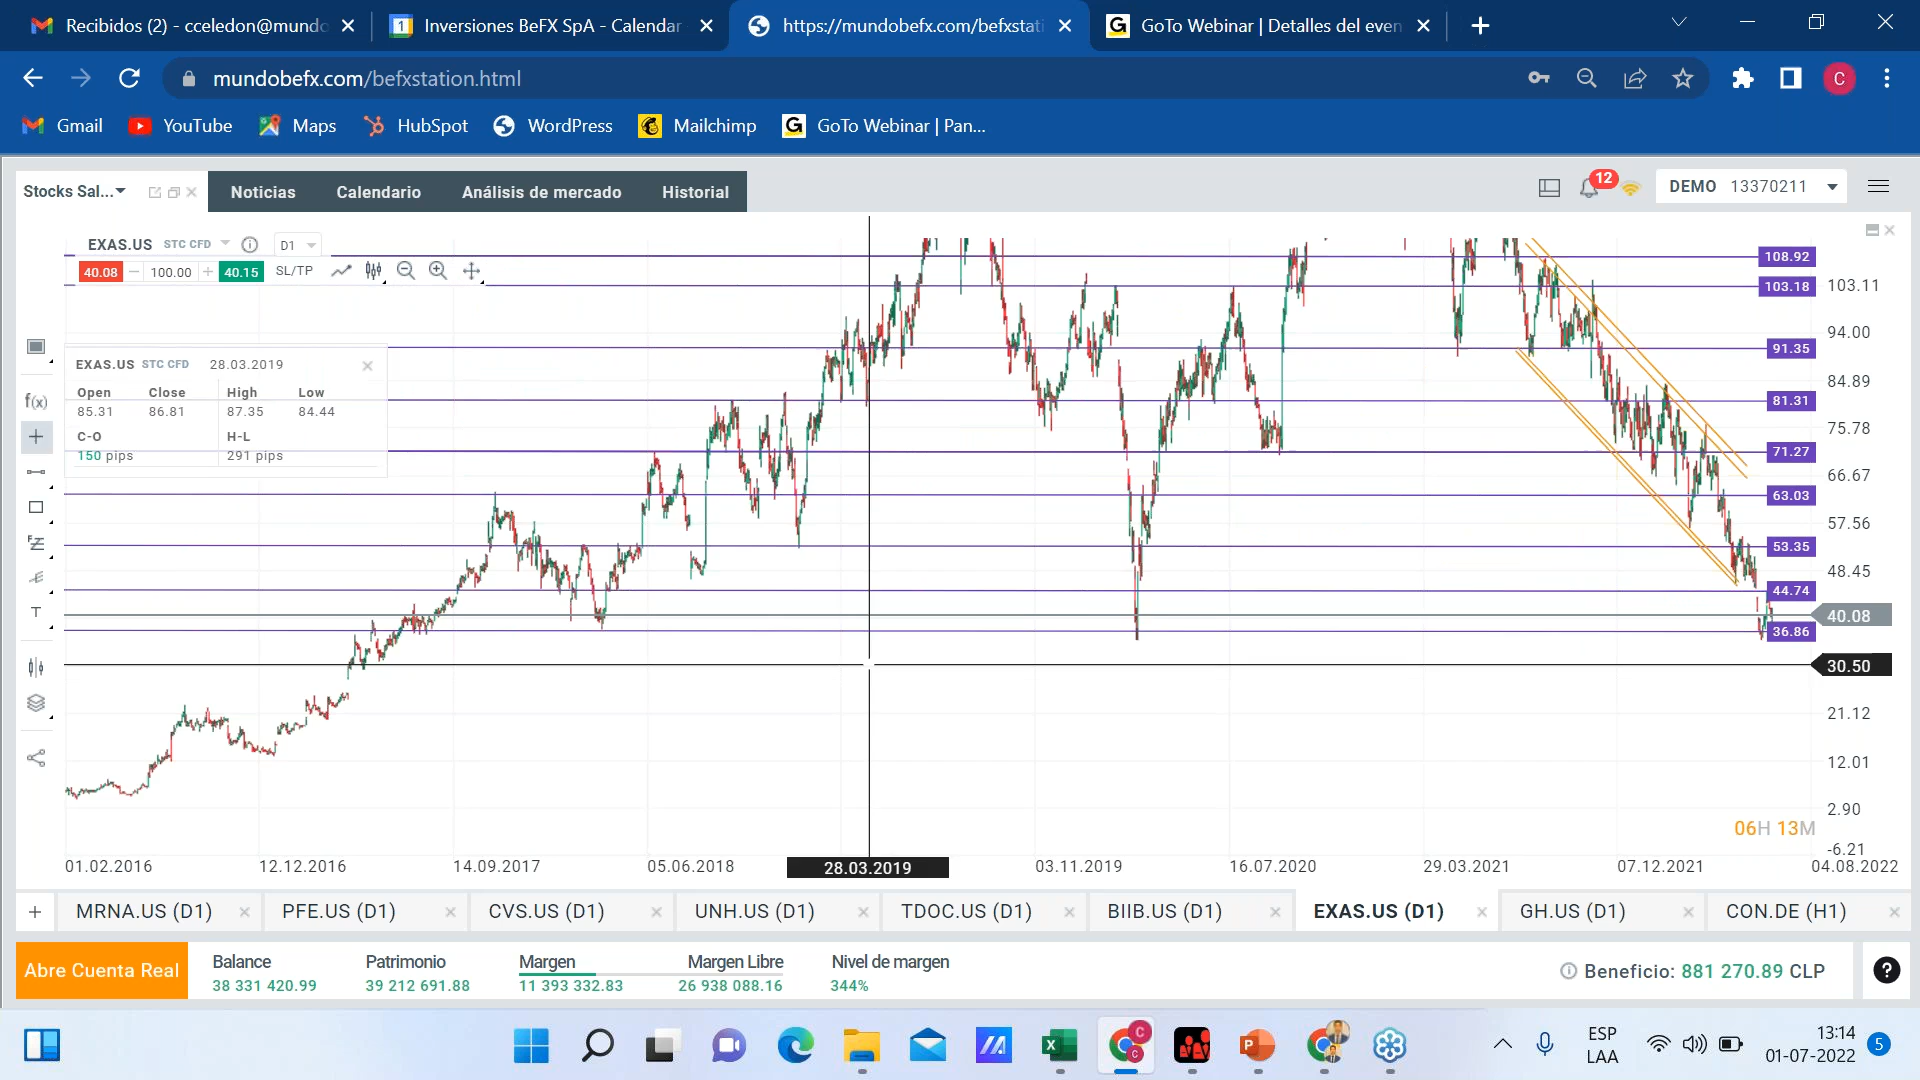 Recibidos (2) - cceledon@mundo
Inversiones BeFX SpA - Calendar
https://mundobefx.com/befxstati
GoTo Webinar | Detalles del even
mundobefx.com/befxstation.html
C
Gmail
YouTube
Maps
HubSpot
WordPress
Mailchimp
GoTo Webinar | Pan...
Stocks Sal...
Noticias
Calendario
Análisis de mercado
Historial
12
DEMO 13370211
EXAS.US STC CFD
D1
40.08
100.00
40.15
SL/TP
EXAS.US STC CFD 28.03.2019
Open Close High Low
85.31 86.81 87.35 84.44
C-O H-L
150 pips 291 pips
f(x)
T
108.92
103.18
91.35
81.31
71.27
63.03
53.35
44.74
36.86
103.11
94.00
84.89
75.78
66.67
57.56
48.45
40.08
30.50
21.12
12.01
2.90
-6.21
06H 13M
01.02.2016
12.12.2016
14.09.2017
05.06.2018
28.03.2019
03.11.2019
16.07.2020
29.03.2021
07.12.2021
04.08.2022
MRNA.US (D1)
PFE.US (D1)
CVS.US (D1)
UNH.US (D1)
TDOC.US (D1)
BIIB.US (D1)
EXAS.US (D1)
GH.US (D1)
CON.DE (H1)
Abre Cuenta Real
Balance
38 331 420.99
Patrimonio
39 212 691.88
Margen
11 393 332.83
Margen Libre
26 938 088.16
Nivel de margen
344%
Beneficio: 881 270.89 CLP
ESP
LAA
13:14
01-07-2022
5